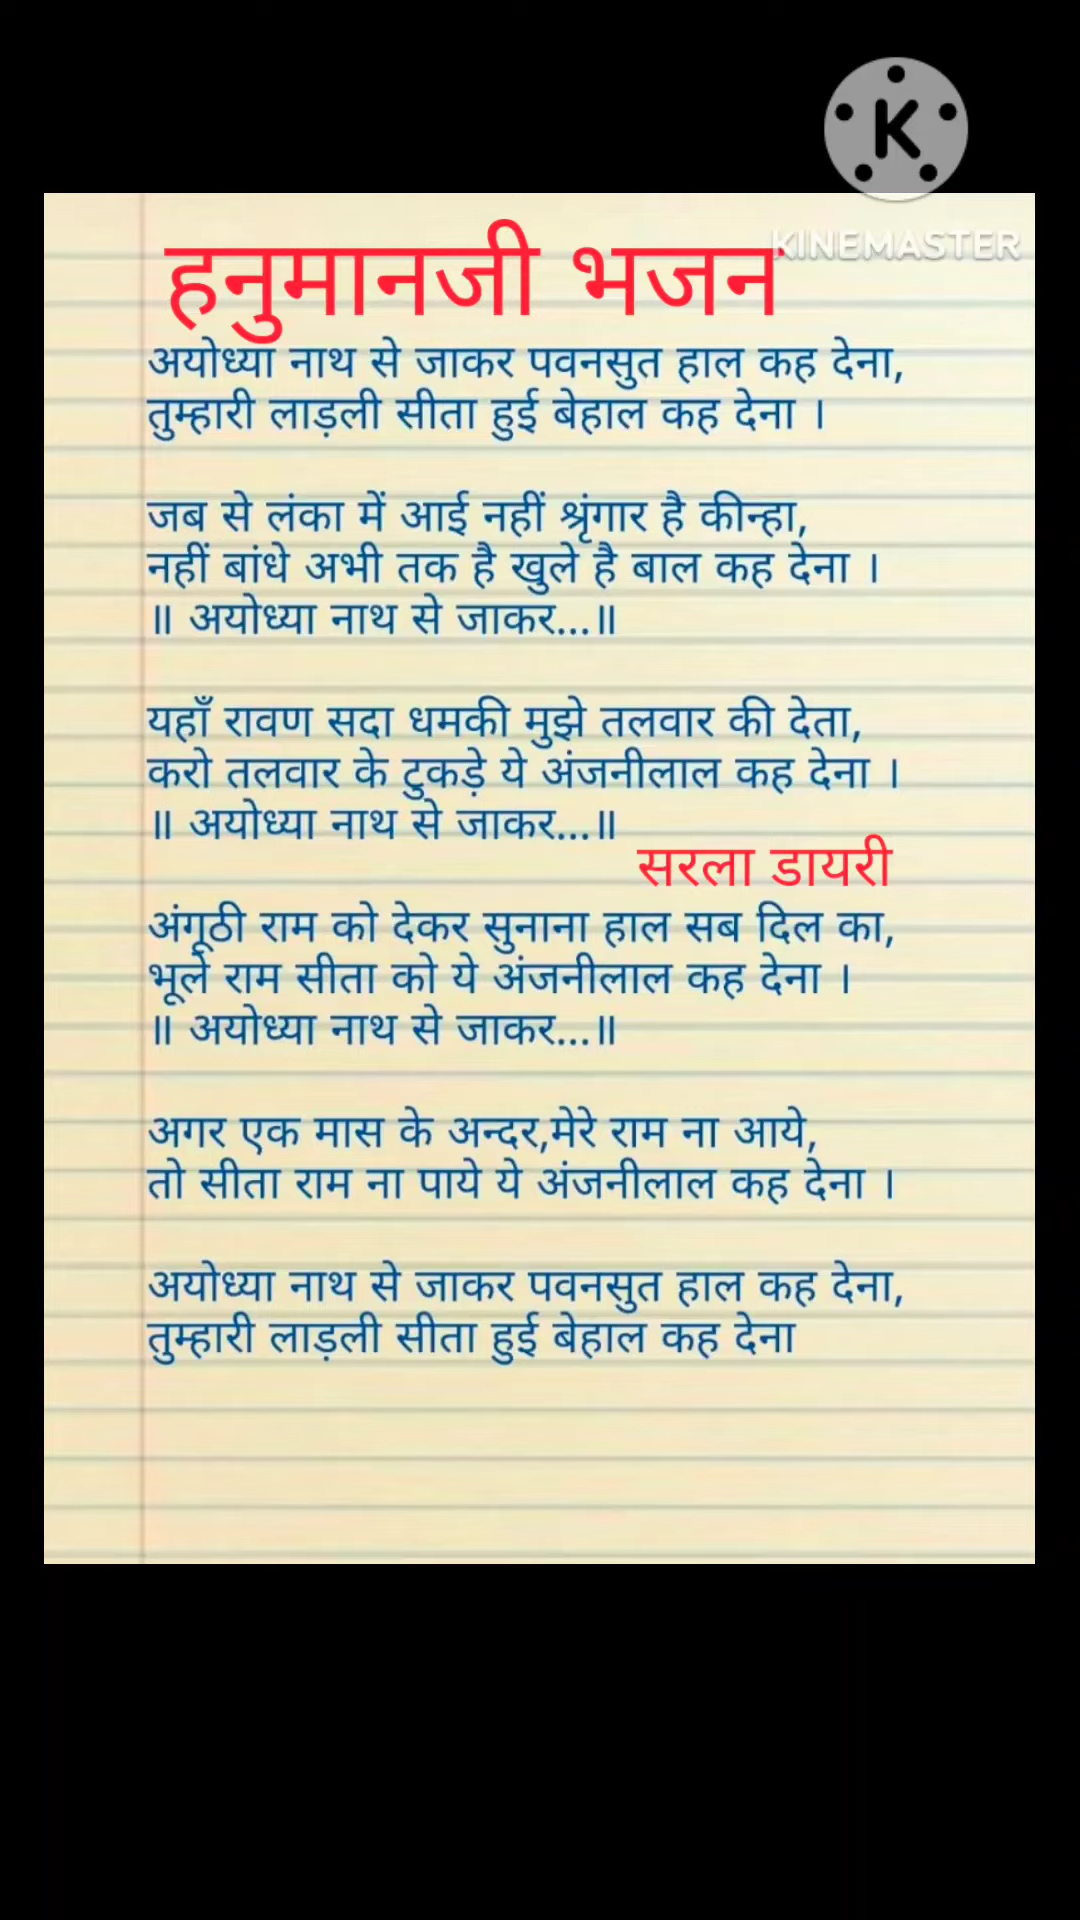 K
KINEMASTER
हनुमानजी भजन
अयोध्या नाथ से जाकर पवनसुत हाल कह देना,
तुम्हारी लाड़ली सीता हुई बेहाल कह देना ।
जब से लंका में आई नहीं श्रृंगार है कीन्हा,
नहीं बांधे अभी तक है खुले है बाल कह देना ।
॥ अयोध्या नाथ से जाकर...॥
यहाँ रावण सदा धमकी मुझे तलवार की देता,
करो तलवार के टुकड़े ये अंजनीलाल कह देना ।
॥ अयोध्या नाथ से जाकर...॥
सरला डायरी
अंगूठी राम को देकर सुनाना हाल सब दिल का,
भूले राम सीता को ये अंजनीलाल कह देना ।
॥ अयोध्या नाथ से जाकर...॥
अगर एक मास के अन्दर,मेरे राम ना आये,
तो सीता राम ना पाये ये अंजनीलाल कह देना ।
अयोध्या नाथ से जाकर पवनसुत हाल कह देना,
तुम्हारी लाड़ली सीता हुई बेहाल कह देना